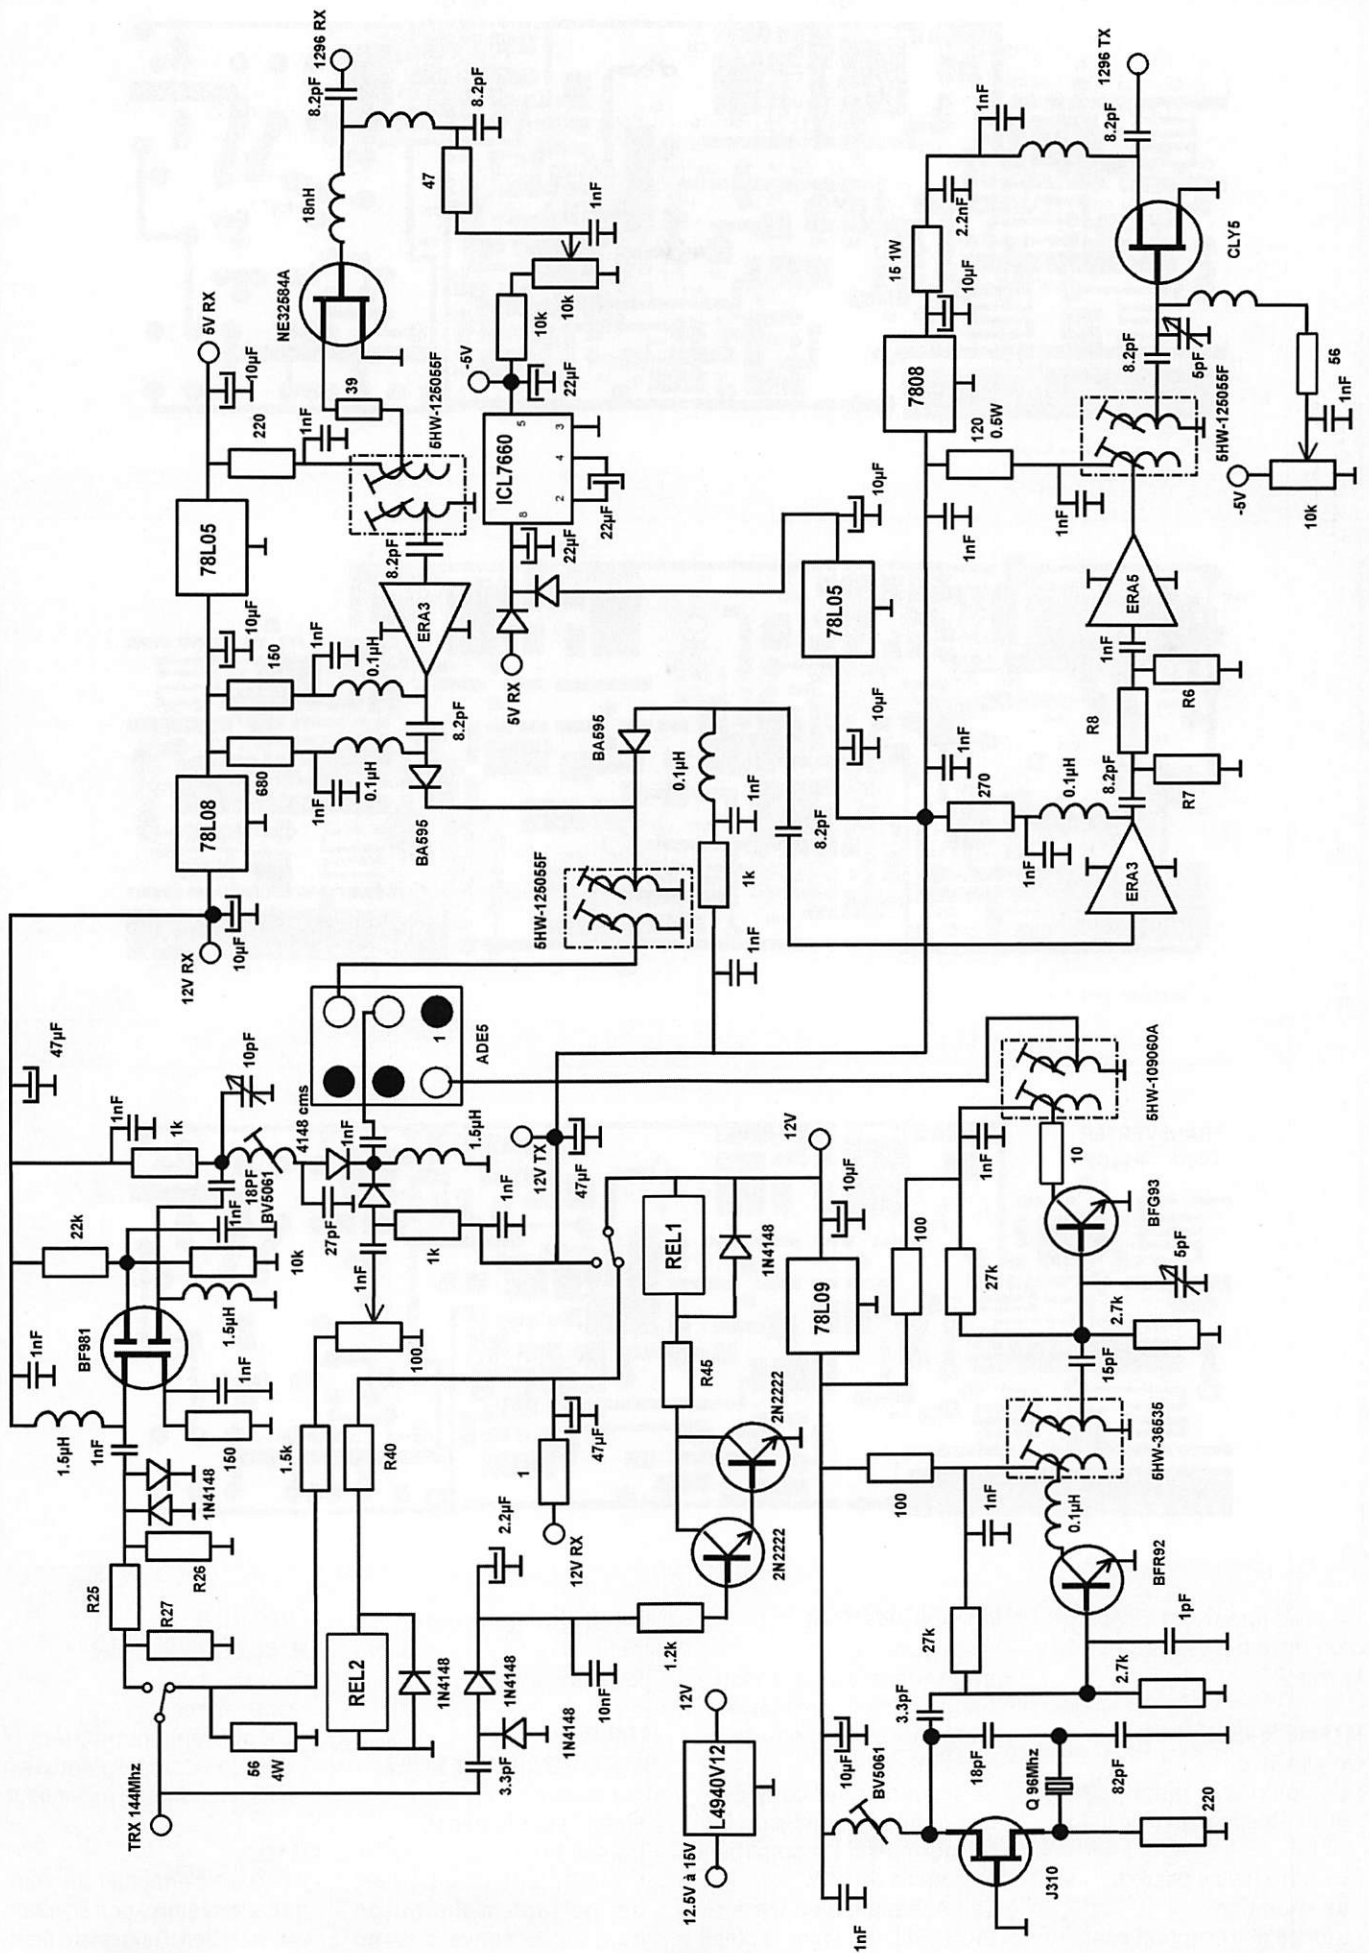 TRX 144Mhz
66
4W
R27
R25
R26
1N4148
1nF
1.5µH
1nF
BF981
150
1nF
1.5µH
10k
22k
1nF
18PF
BV5061
1k
1nF
10pF
47µF
4148 cms
27pF
1nF
1nF
1.5µH
1k
1nF
100
1.5k
R40
REL2
1N4148
1N4148
1N4148
3.3pF
10nF
2.2µF
1.2k
1
12V RX
47µF
2N2222
2N2222
R45
REL1
1N4148
12V
12V TX
47µF
ADE5
1
12V RX
10µF
78L08
680
1nF
0.1µH
BA595
8.2pF
150
1nF
0.1µH
10µF
ERA3
8.2pF
78L05
220
1nF
10µF
5V RX
5HW-125055F
39
NE32584A
18nH
8.2pF
1296 RX
47
8.2pF
1nF
10k
10k
-5V
22µF
ICL7660
8
5
2
4
3
22µF
22µF
5V RX
BA595
0.1µH
1nF
1k
1nF
5HW-125055F
8.2pF
78L05
10µF
10µF
1nF
270
1nF
0.1µH
8.2pF
ERA3
R7
R8
R6
1nF
ERA5
1nF
120
0.5W
1nF
7808
10µF
15 1W
2.2nF
1nF
8.2pF
1296 TX
CLY5
8.2pF
5pF
5HW-125055F
56
1nF
10k
-5V
12.5V à 15V
L4940V12
12V
78L09
10µF
10µF
1nF
BV5061
J310
220
Q 96Mhz
18pF
82pF
3.3pF
27k
1nF
2.7k
1pF
BFR92
0.1µH
100
5HW-36535
15pF
2.7k
5pF
27k
100
1nF
BFG93
10
5HW-109060A